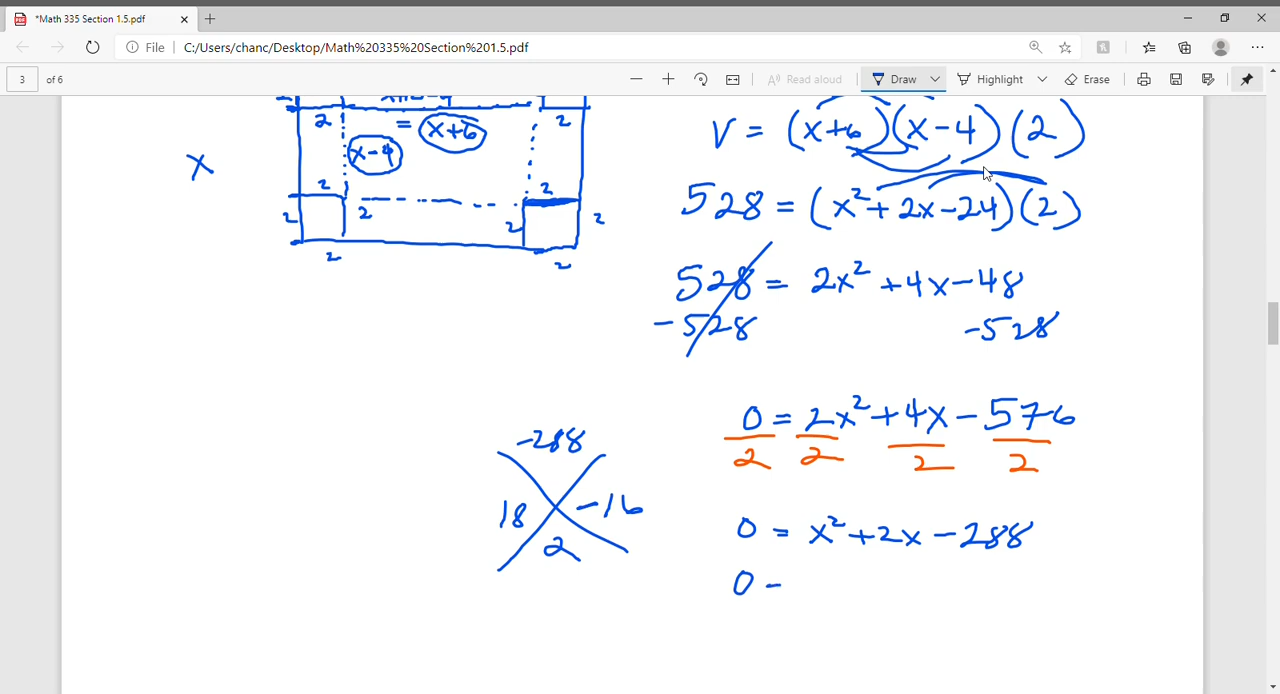 *Math 335 Section 1.5.pdf
File C:/Users/chanc/Desktop/Math%20335%20Section%201.5.pdf
3 of 6 Read aloud Draw Highlight Erase
2 = x+6 2
x-4
x
2 2
2 2 2 2
2 2
V = (x+6)(x-4)(2)
528 = (x²+2x-24)(2)
528 = 2x² +4x-48
-528 -528
0 = 2x²+4x-576
2 2 2 2
-288
18 -16
2
0 = x²+2x-288
0 -